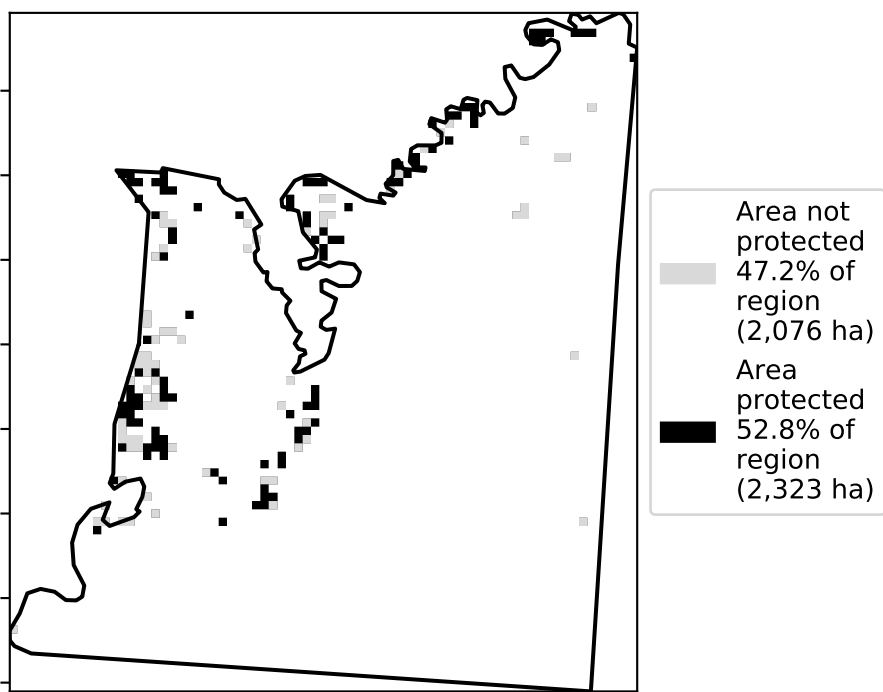 Area not
protected
47.2% of
region
(2,076 ha)
Area
protected
52.8% of
region
(2,323 ha)